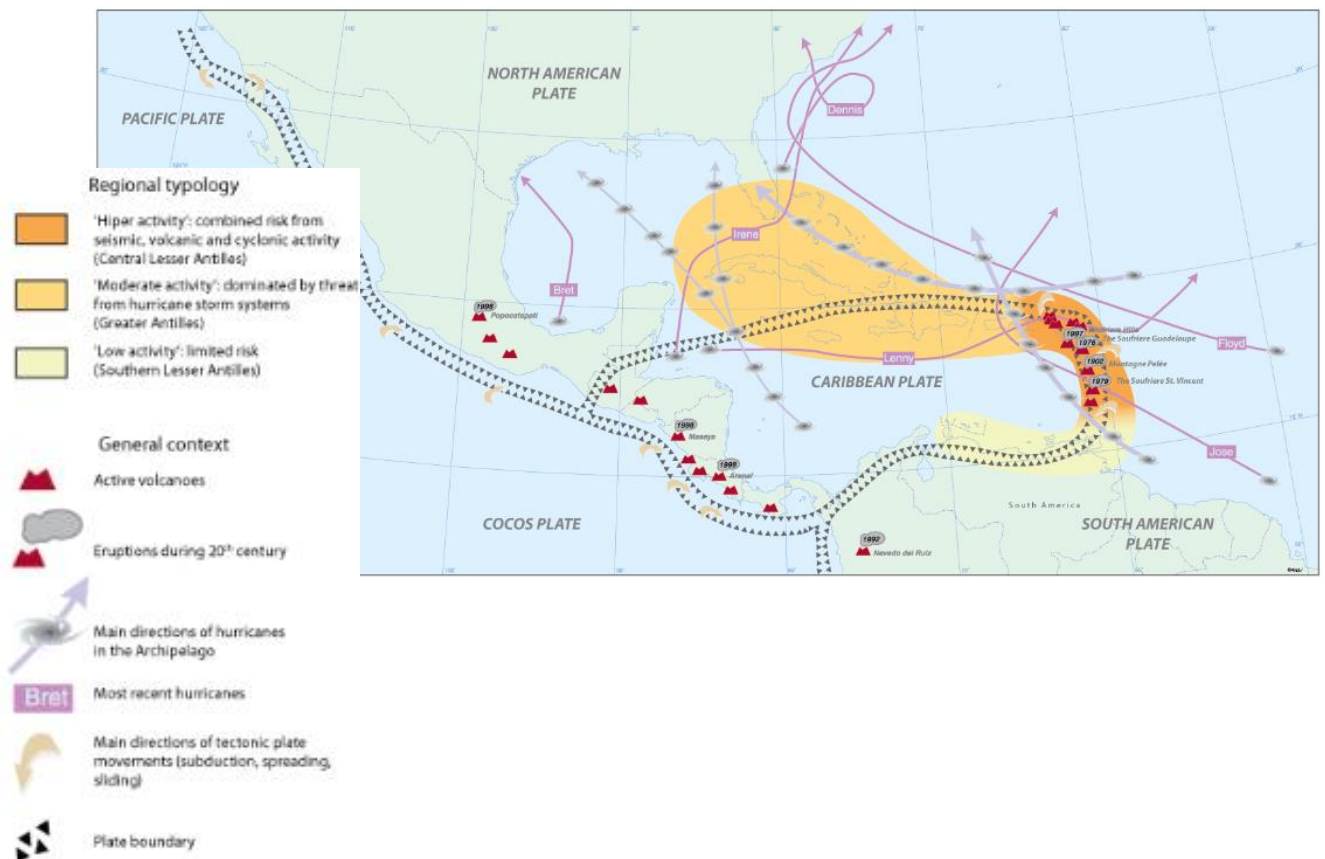 NORTH AMERICAN
PLATE
PACIFIC PLATE
Dennis
Irene
Bret
Lenny
Floyd
Jose
CARIBBEAN PLATE
COCOS PLATE
SOUTH AMERICAN
PLATE
South America
1998
Popocatepetl
1998
Masaya
1998
Arenal
1992
Nevedo del Ruiz
1997
The Soufriere Guadeloupe
1976
1902
Montagne Pelée
1979
The Soufriere St. Vincent
Regional typology
'Hiper activity': combined risk from
seismic, volcanic and cyclonic activity
(Central Lesser Antilles)
'Moderate activity': dominated by threat
from hurricane storm systems
(Greater Antilles)
'Low activity': limited risk
(Southern Lesser Antilles)
General context
Active volcanoes
Eruptions during 20th century
Main directions of hurricanes
in the Archipelago
Bret
Most recent hurricanes
Main directions of tectonic plate
movements (subduction, spreading,
sliding)
Plate boundary